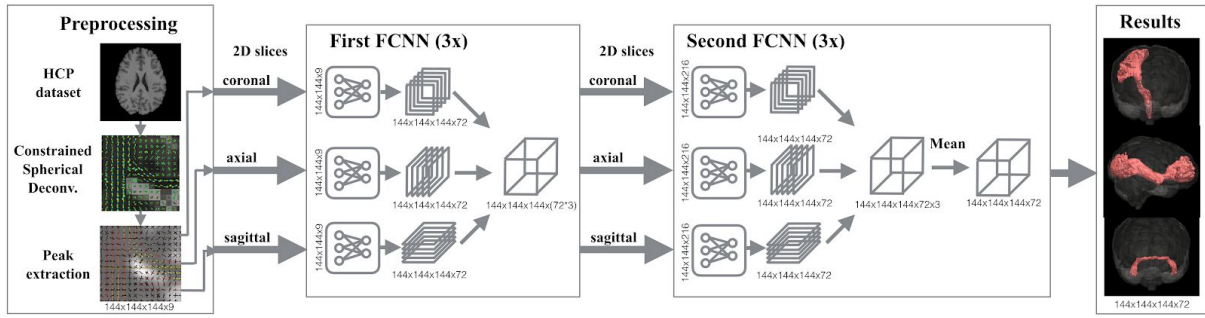 Preprocessing
HCP
dataset
Constrained
Spherical
Deconv.
Peak
extraction
144x144x144x9
2D slices
coronal
axial
sagittal
First FCNN (3x)
144x144x9
144x144x144x72
144x144x9
144x144x144x72
144x144x144x(72*3)
144x144x9
144x144x144x72
2D slices
coronal
axial
sagittal
Second FCNN (3x)
144x144x216
144x144x144x72
144x144x216
144x144x144x72
144x144x144x72x3
Mean
144x144x144x72
144x144x216
144x144x144x72
Results
144x144x144x72